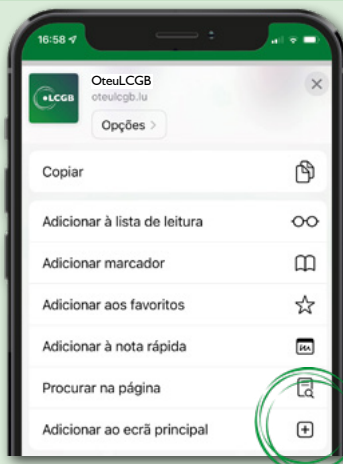 16:58
•LCGB
OteuLCGB
oteulcgb.lu
Opções >
Copiar
Adicionar à lista de leitura
Adicionar marcador
Adicionar aos favoritos
Adicionar à nota rápida
Procurar na página
Adicionar ao ecrã principal